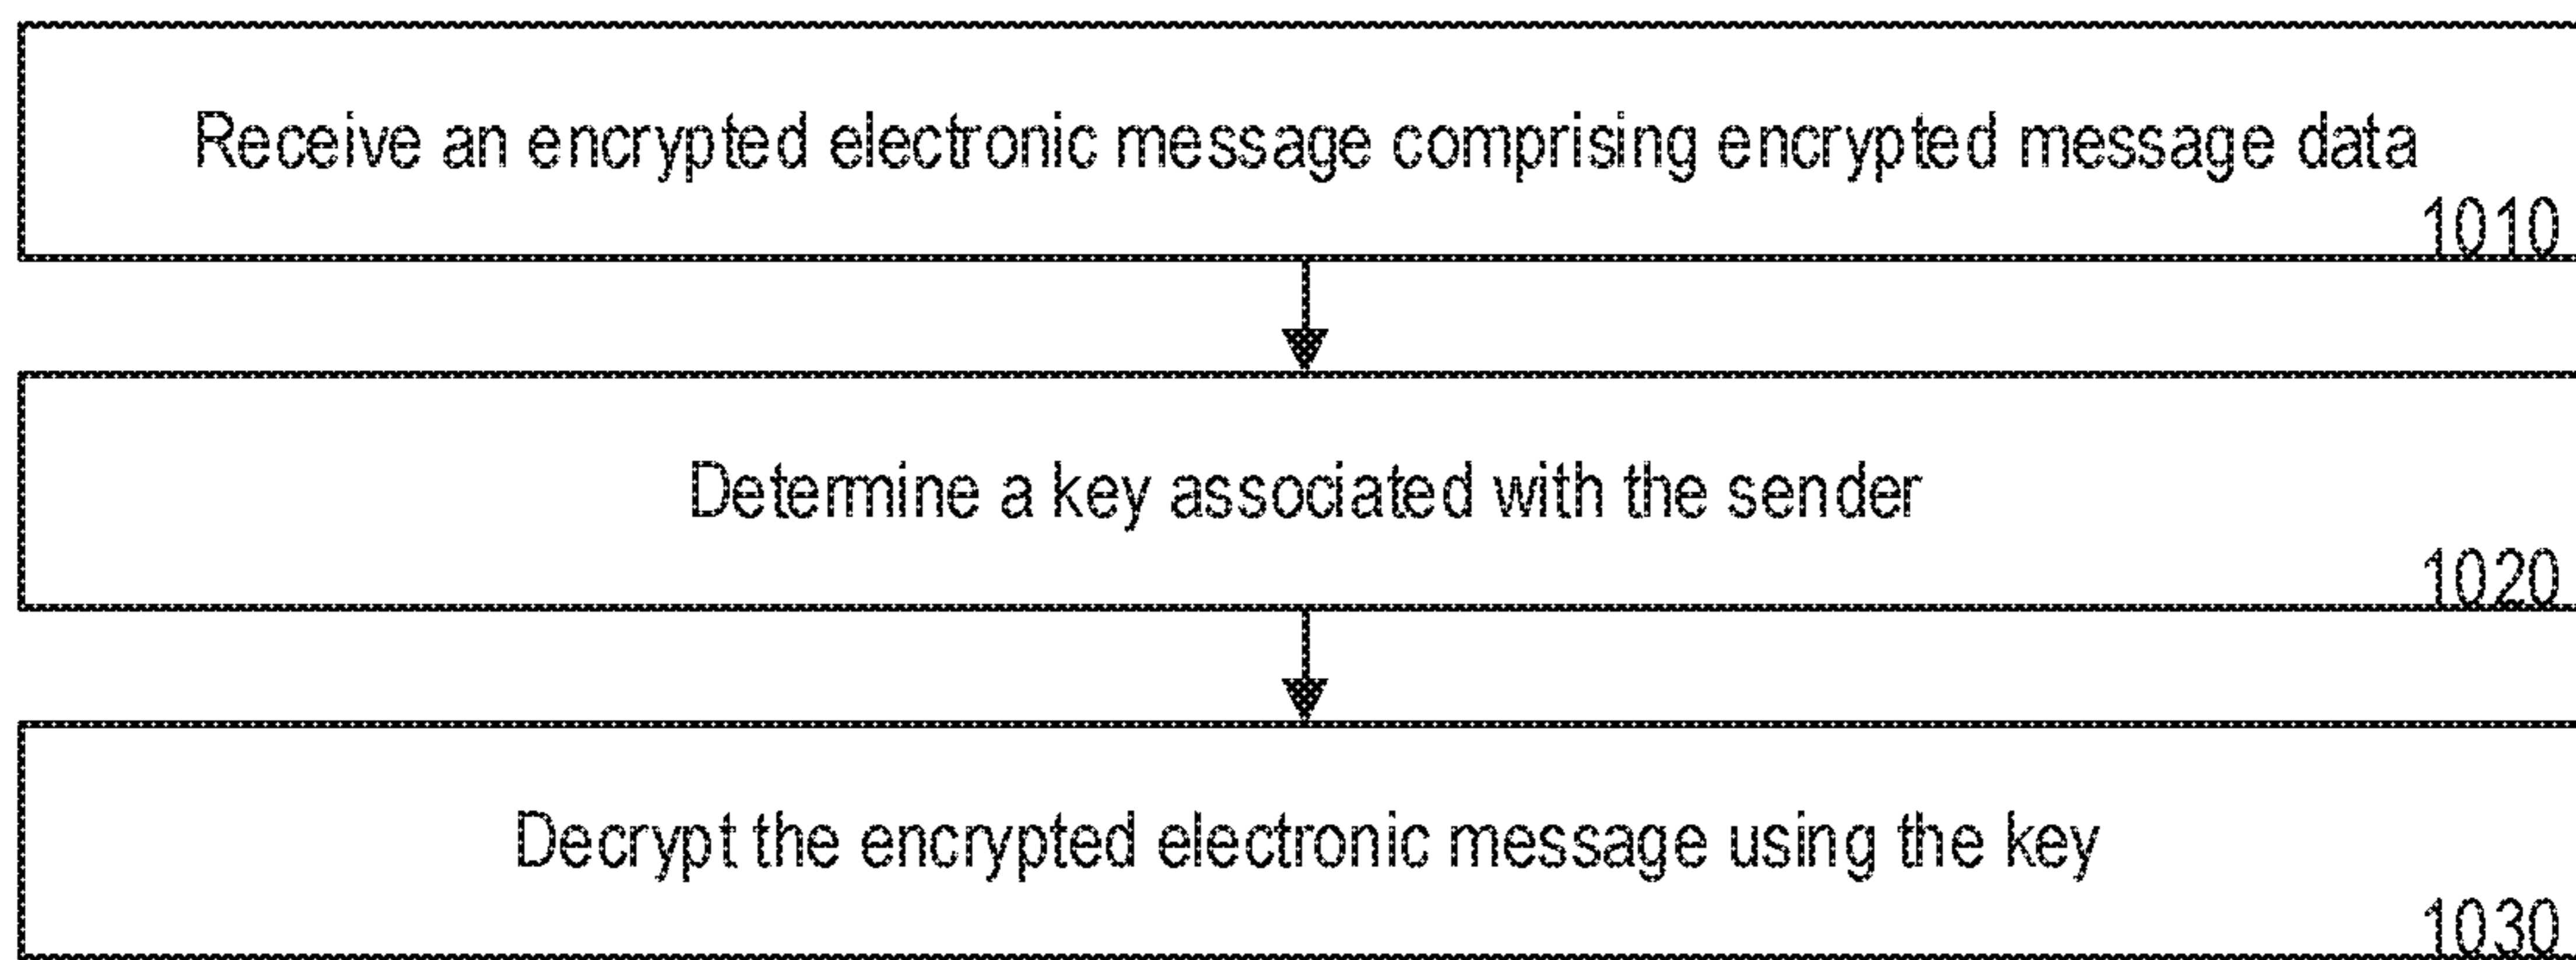 Receive an encrypted electronic message comprising encrypted message data
1010
Determine a key associated with the sender
1020
Decrypt the encrypted electronic message using the key
1030